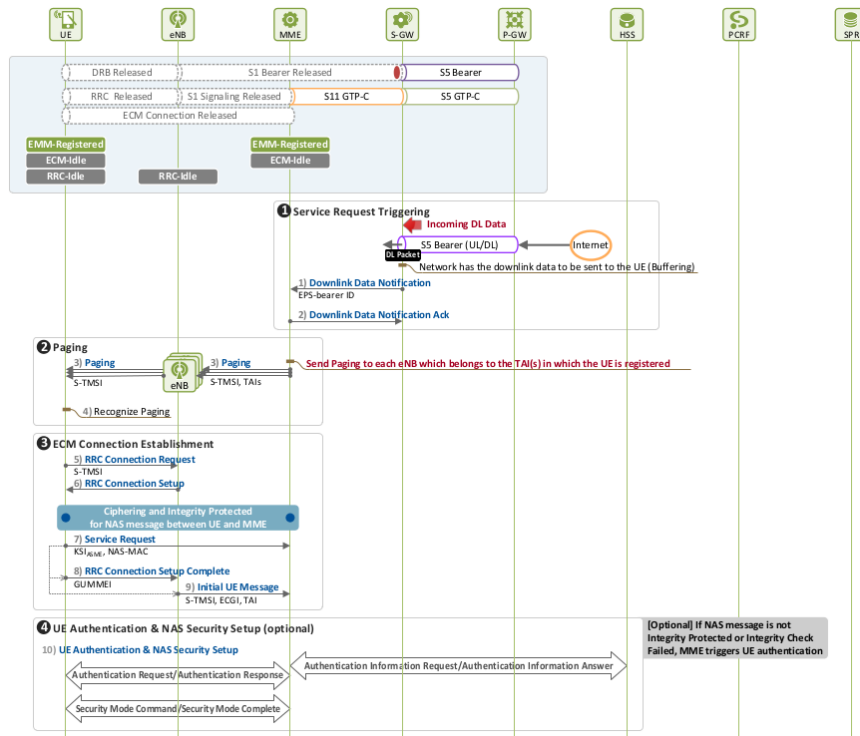 UE
eNB
MME
S-GW
P-GW
HSS
PCRF
SPR
DRB Released
S1 Bearer Released
S5 Bearer
RRC Released
S1 Signaling Released
S11 GTP-C
S5 GTP-C
ECM Connection Released
EMM-Registered
EMM-Registered
ECM-Idle
ECM-Idle
RRC-Idle
RRC-Idle
1 Service Request Triggering
Incoming DL Data
S5 Bearer (UL/DL)
Internet
DL Packet
Network has the downlink data to be sent to the UE (Buffering)
1) Downlink Data Notification
EPS-bearer ID
2) Downlink Data Notification Ack
2 Paging
3) Paging
3) Paging
Send Paging to each eNB which belongs to the TAI(s) in which the UE is registered
S-TMSI
eNB
S-TMSI, TAIs
4) Recognize Paging
3 ECM Connection Establishment
5) RRC Connection Request
S-TMSI
6) RRC Connection Setup
Ciphering and Integrity Protected
for NAS message between UE and MME
7) Service Request
KSIASME, NAS-MAC
8) RRC Connection Setup Complete
GUMMEI
9) Initial UE Message
S-TMSI, ECGI, TAI
4 UE Authentication & NAS Security Setup (optional)
[Optional] If NAS message is not
Integrity Protected or Integrity Check
Failed, MME triggers UE authentication
10) UE Authentication & NAS Security Setup
Authentication Information Request/Authentication Information Answer
Authentication Request/Authentication Response
Security Mode Command/Security Mode Complete